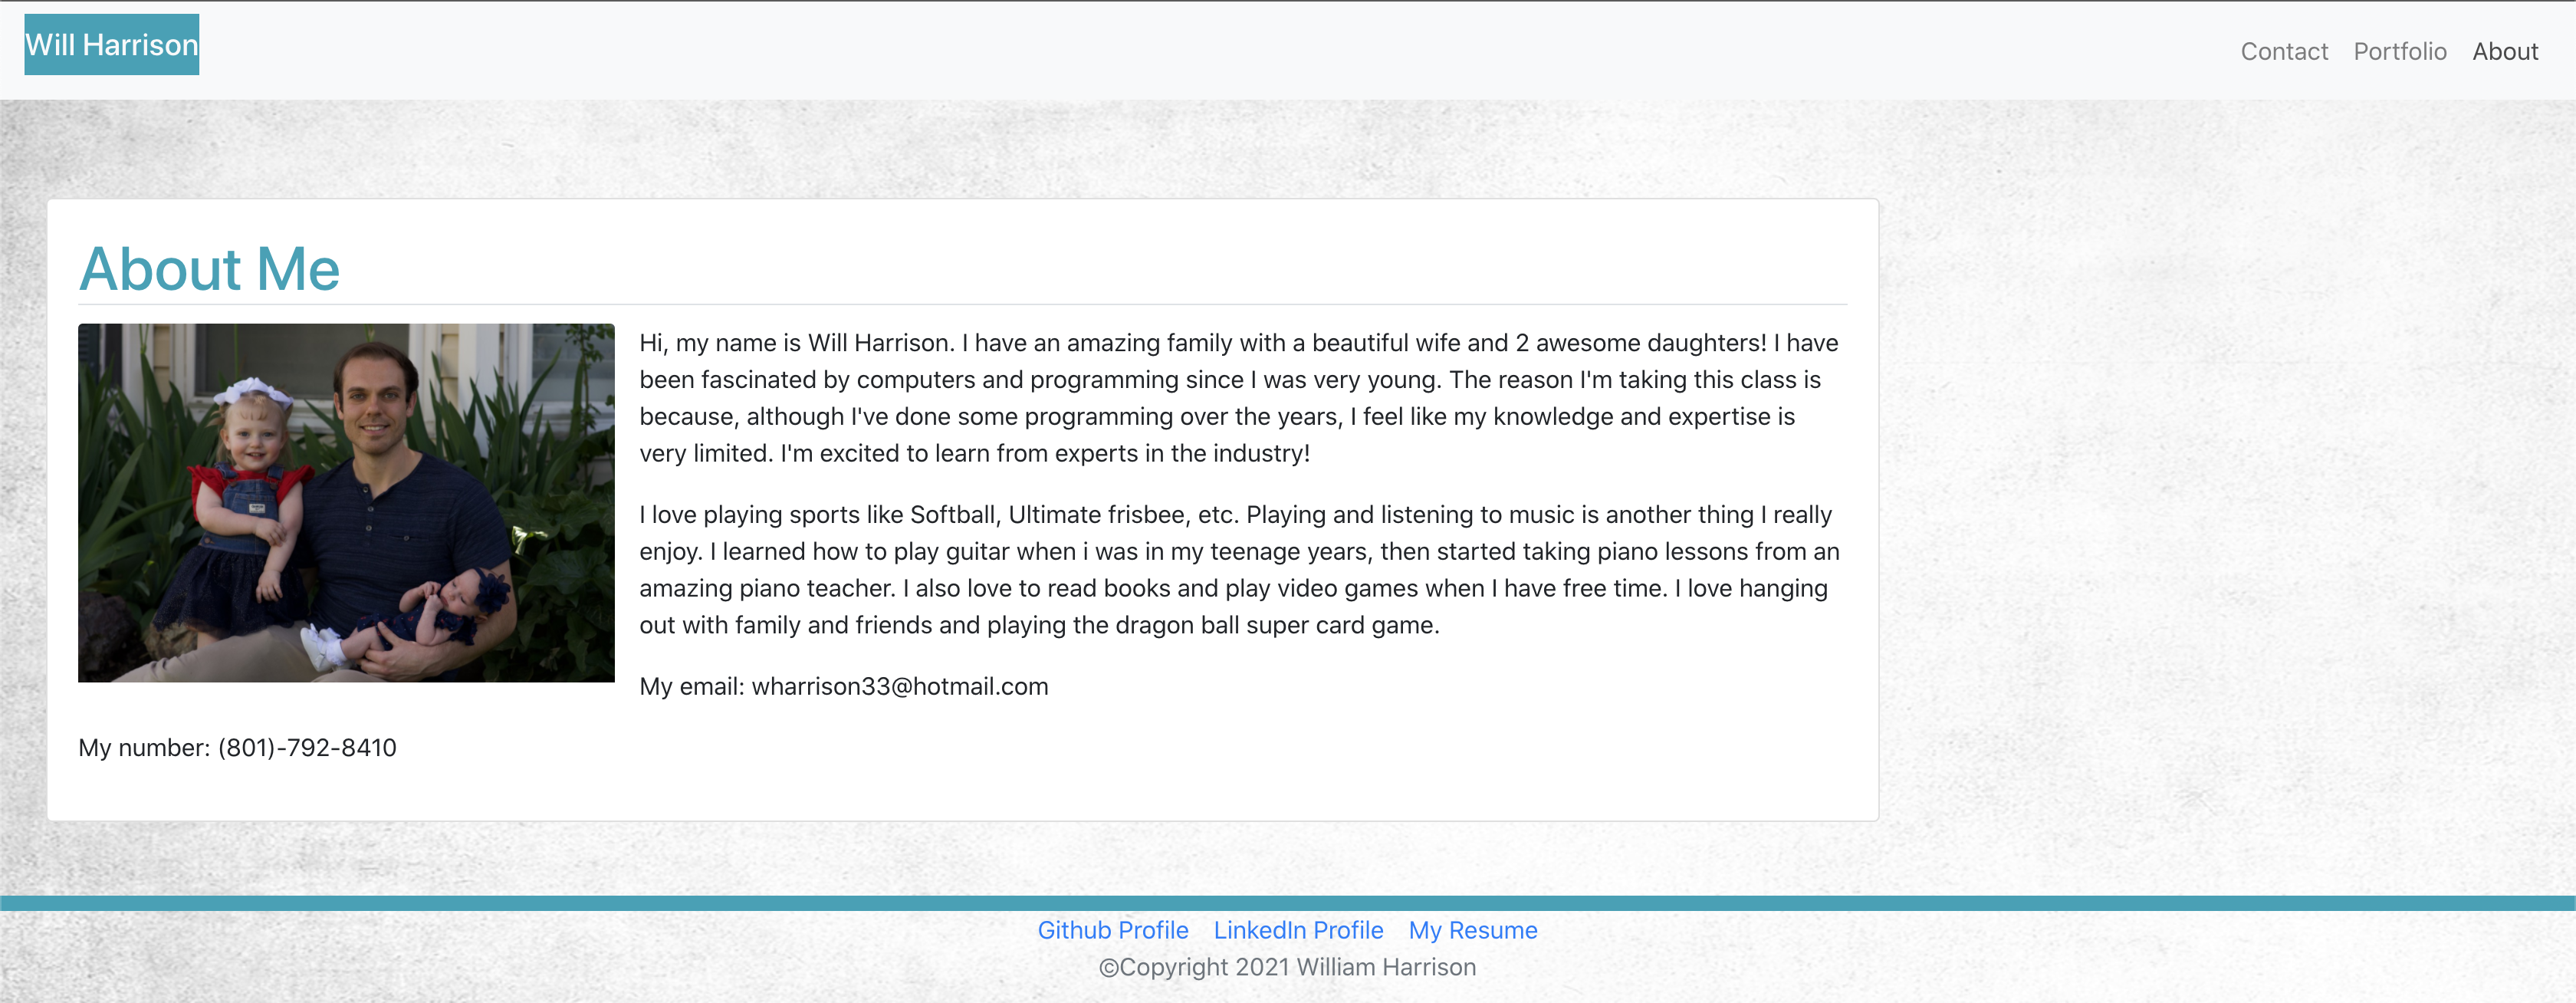 Will Harrison
Contact Portfolio About
About Me
Hi, my name is Will Harrison. I have an amazing family with a beautiful wife and 2 awesome daughters! I have
been fascinated by computers and programming since I was very young. The reason I'm taking this class is
because, although I've done some programming over the years, I feel like my knowledge and expertise is
very limited. I'm excited to learn from experts in the industry!
I love playing sports like Softball, Ultimate frisbee, etc. Playing and listening to music is another thing I really
enjoy. I learned how to play guitar when i was in my teenage years, then started taking piano lessons from an
amazing piano teacher. I also love to read books and play video games when I have free time. I love hanging
out with family and friends and playing the dragon ball super card game.
My email: wharrison33@hotmail.com
My number: (801)-792-8410
Github Profile LinkedIn Profile My Resume
©Copyright 2021 William Harrison